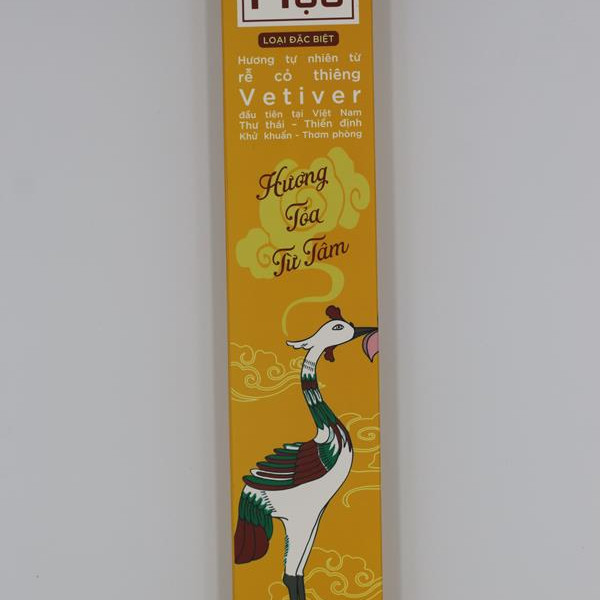 LOẠI ĐẶC BIỆT
Hương tự nhiên từ
rễ cỏ thiêng
Vetiver
đầu tiên tại Việt Nam
Thư thái – Thiền định
Khử khuẩn - Thơm phòng
Hương
Tỏa
Từ Tâm